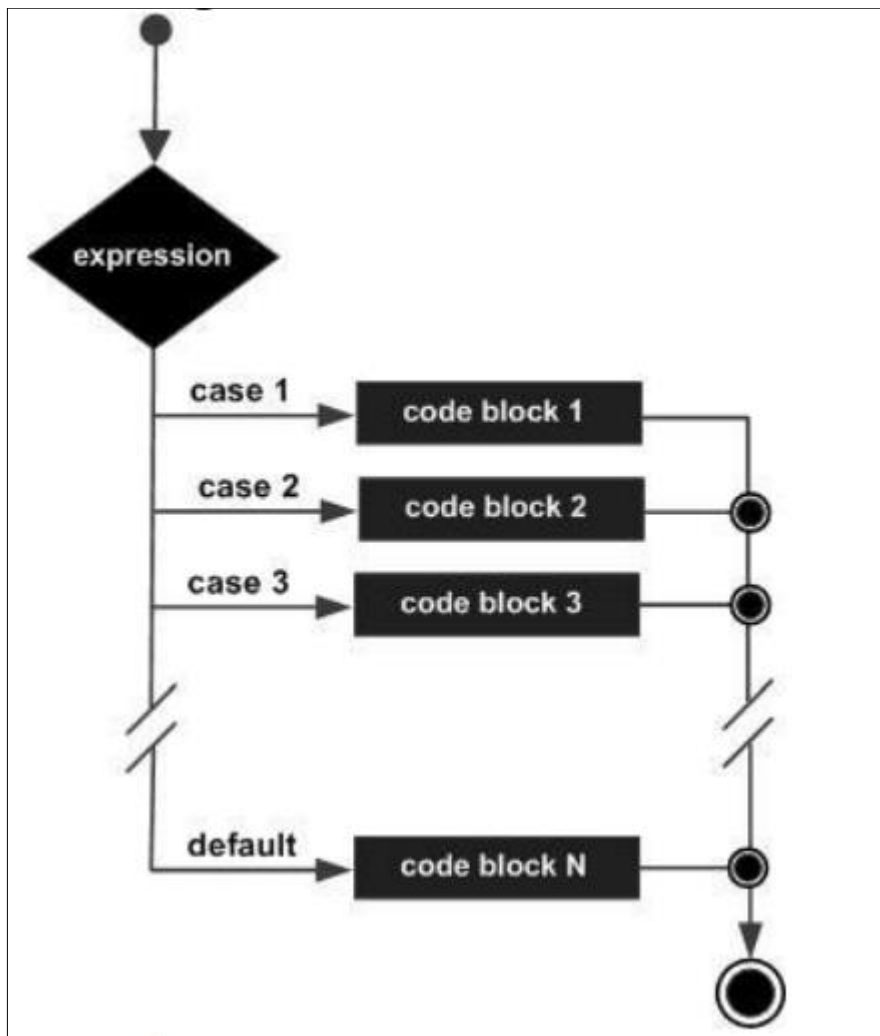 expression
case 1
code block 1
case 2
code block 2
case 3
code block 3
default
code block N